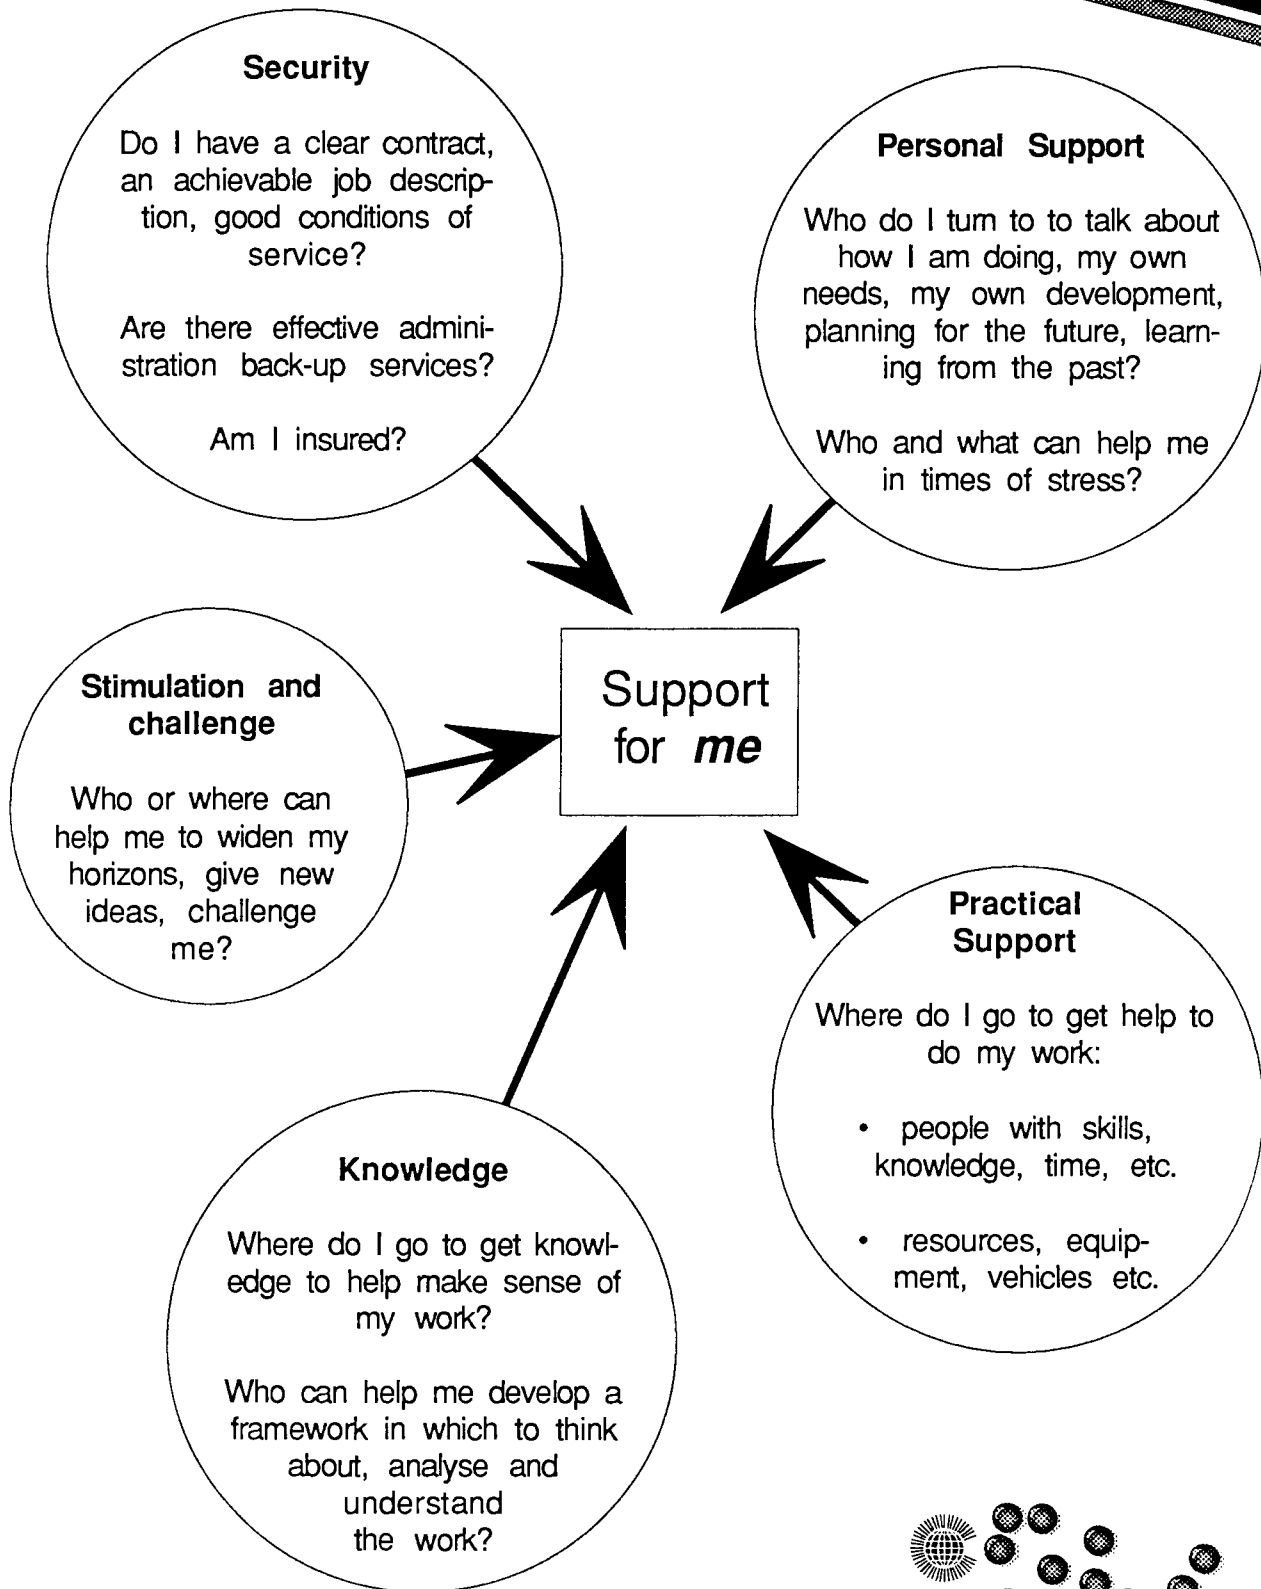 Security
Do I have a clear contract,
an achievable job descrip-
tion, good conditions of
service?
Are there effective admini-
stration back-up services?
Am I insured?
Personal Support
Who do I turn to to talk about
how I am doing, my own
needs, my own development,
planning for the future, learn-
ing from the past?
Who and what can help me
in times of stress?
Support
for me
Stimulation and
challenge
Who or where can
help me to widen my
horizons, give new
ideas, challenge
me?
Practical
Support
Where do I go to get help to
do my work:
• people with skills,
knowledge, time, etc.
• resources, equip-
ment, vehicles etc.
Knowledge
Where do I go to get knowl-
edge to help make sense of
my work?
Who can help me develop a
framework in which to think
about, analyse and
understand
the work?